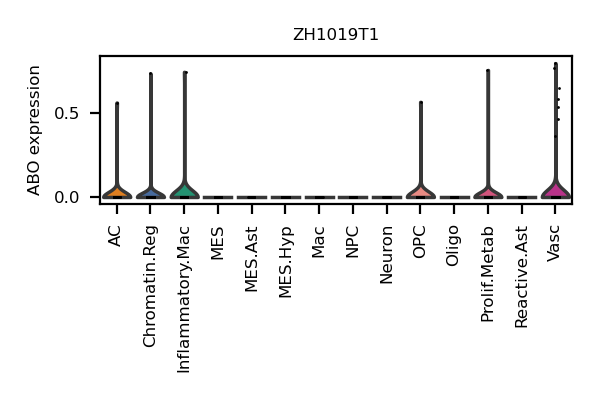 ZH1019T1
ABO expression
0.5
0.0
AC
Chromatin.Reg
Inflammatory.Mac
MES
MES.Ast
MES.Hyp
Mac
NPC
Neuron
OPC
Oligo
Prolif.Metab
Reactive.Ast
Vasc